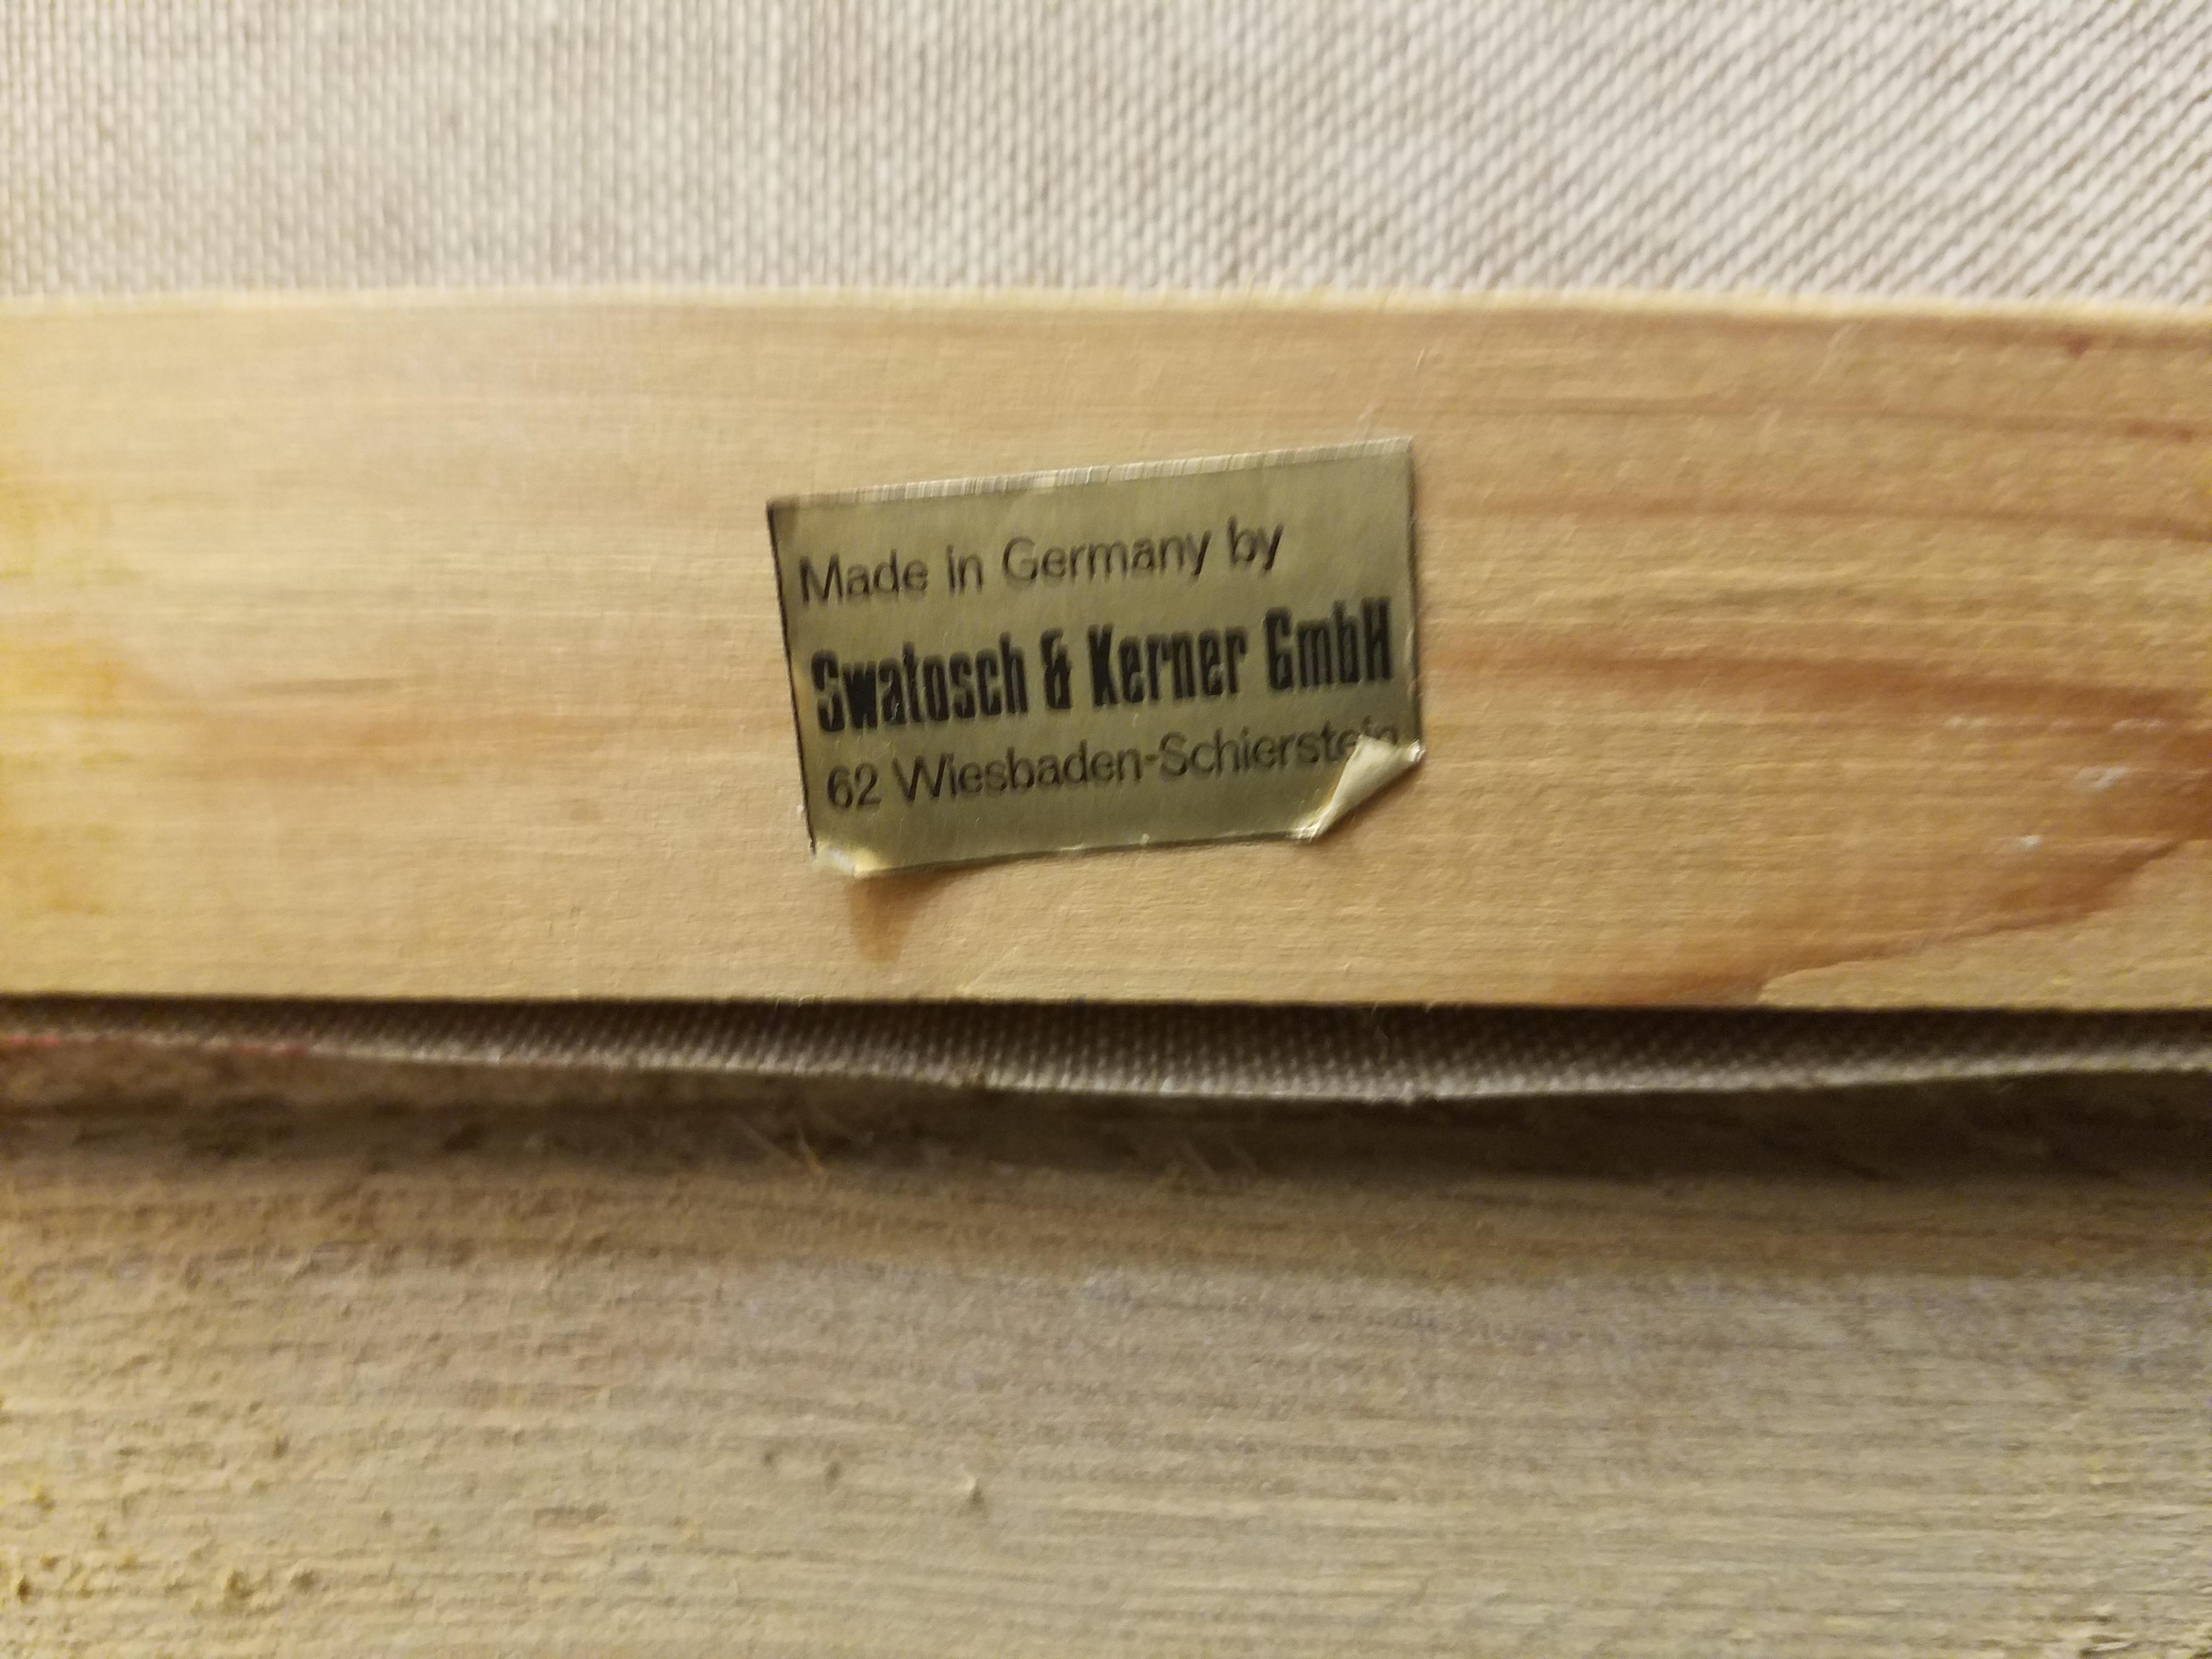 Made in Germany by
Swatosch & Kerner GmbH
62 Wiesbaden-Schierstein